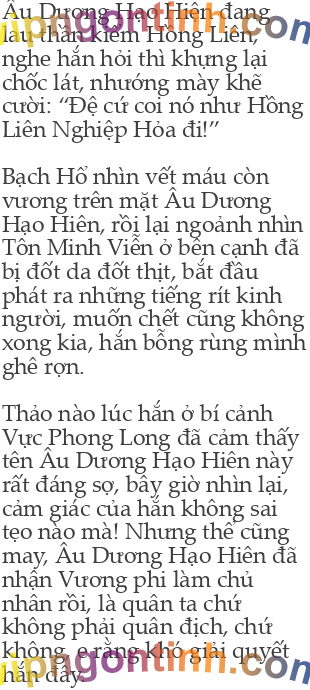 Âu Dương Hạo Hiên đang
lau thân kiếm Hồng Liên,
nghe hắn hỏi thì khựng lại
chốc lát, nhướng mày khẽ
cười: “Đệ cứ coi nó như Hồng
Liên Nghiệp Hỏa đi!”
Bạch Hổ nhìn vết máu còn
vương trên mặt Âu Dương
Hạo Hiên, rồi lại ngoảnh nhìn
Tôn Minh Viễn ở bên cạnh đã
bị đốt da đốt thịt, bắt đầu
phát ra những tiếng rít kinh
người, muốn chết cũng không
xong kia, hắn bỗng rùng mình
ghê rợn.
Thảo nào lúc hắn ở bí cảnh
Vực Phong Long đã cảm thấy
tên Âu Dương Hạo Hiên này
rất đáng sợ, bây giờ nhìn lại,
cảm giác của hắn không sai
tẹo nào mà! Nhưng thế cũng
may, Âu Dương Hạo Hiên đã
nhận Vương phi làm chủ
nhân rồi, là quân ta chứ
không phải quân địch, chứ
không, e rằng khó giải quyết
hắn đây.
vipngontinh.com